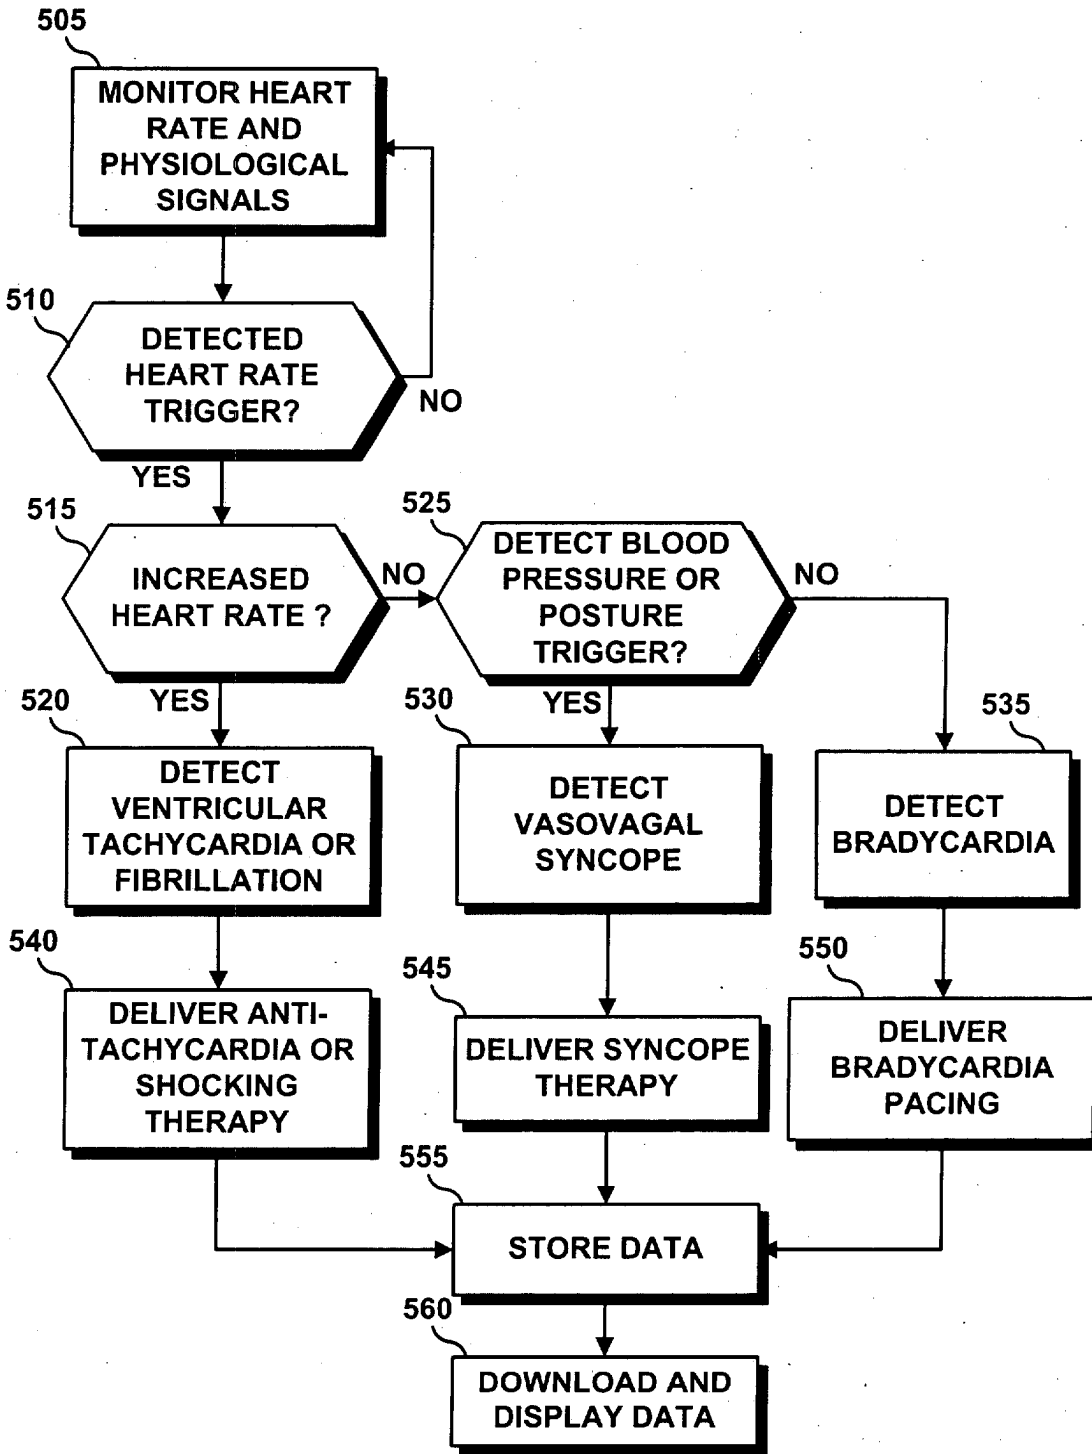 505
MONITOR HEART
RATE AND
PHYSIOLOGICAL
SIGNALS
510
DETECTED
HEART RATE
TRIGGER?
NO
YES
515
INCREASED
HEART RATE ?
NO
YES
525
DETECT BLOOD
PRESSURE OR
POSTURE
TRIGGER?
NO
YES
520
DETECT
VENTRICULAR
TACHYCARDIA OR
FIBRILLATION
530
DETECT
VASOVAGAL
SYNCOPE
535
DETECT
BRADYCARDIA
540
DELIVER ANTI-
TACHYCARDIA OR
SHOCKING
THERAPY
545
DELIVER SYNCOPE
THERAPY
550
DELIVER
BRADYCARDIA
PACING
555
STORE DATA
560
DOWNLOAD AND
DISPLAY DATA